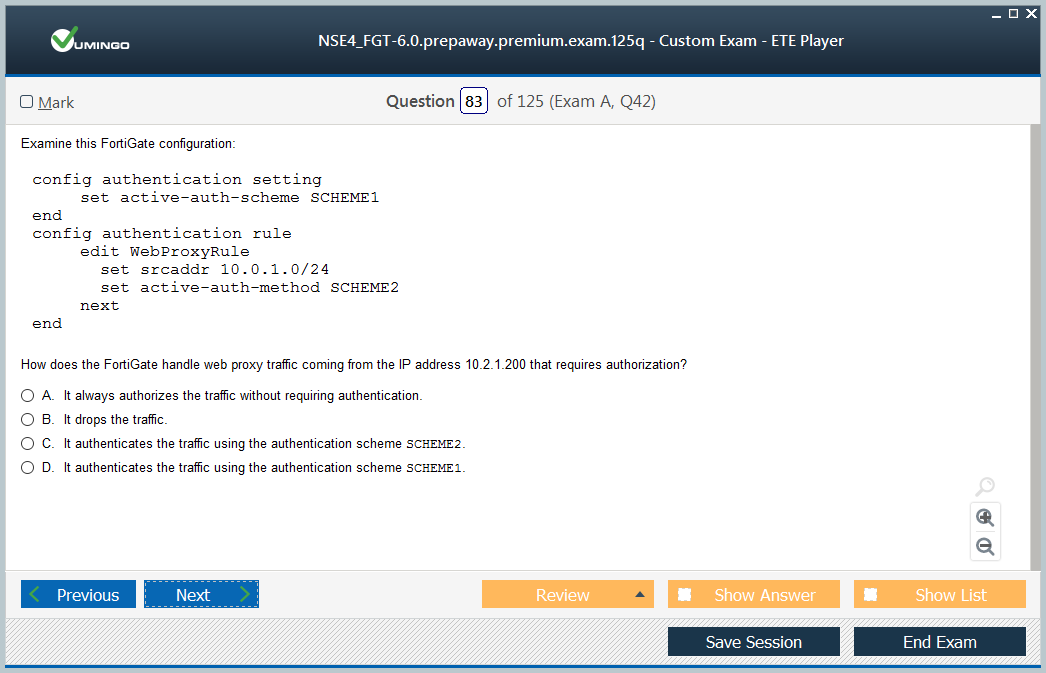 VUMINGO
NSE4_FGT-6.0.prepaway.premium.exam.125q - Custom Exam - ETE Player
Mark
Question 83 of 125 (Exam A, Q42)
Examine this FortiGate configuration:
config authentication setting
set active-auth-scheme SCHEME1
end
config authentication rule
edit WebProxyRule
set srcaddr 10.0.1.0/24
set active-auth-method SCHEME2
next
end
How does the FortiGate handle web proxy traffic coming from the IP address 10.2.1.200 that requires authorization?
A. It always authorizes the traffic without requiring authentication.
B. It drops the traffic.
C. It authenticates the traffic using the authentication scheme SCHEME2.
D. It authenticates the traffic using the authentication scheme SCHEME1.
Previous
Next
Review
Show Answer
Show List
Save Session
End Exam